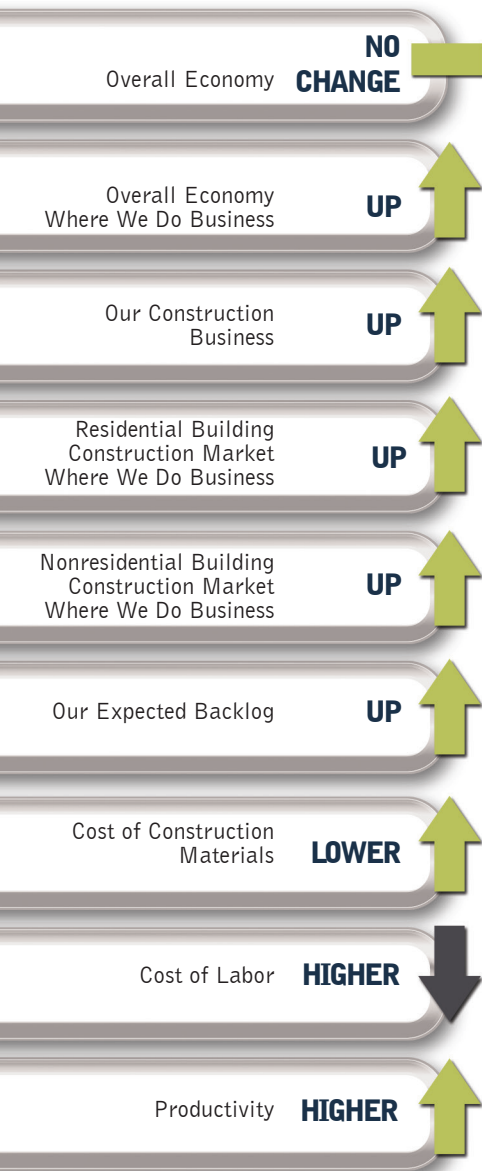 Overall Economy
NO
CHANGE
Overall Economy
Where We Do Business
UP
Our Construction
Business
UP
Residential Building
Construction Market
Where We Do Business
UP
Nonresidential Building
Construction Market
Where We Do Business
UP
Our Expected Backlog
UP
Cost of Construction
Materials
LOWER
Cost of Labor
HIGHER
Productivity
HIGHER